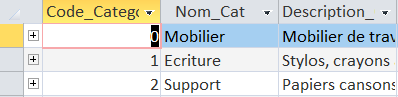 Code_Catego Nom_Cat Description_
0 Mobilier Mobilier de trav
1 Ecriture Stylos, crayons
2 Support Papiers cansons